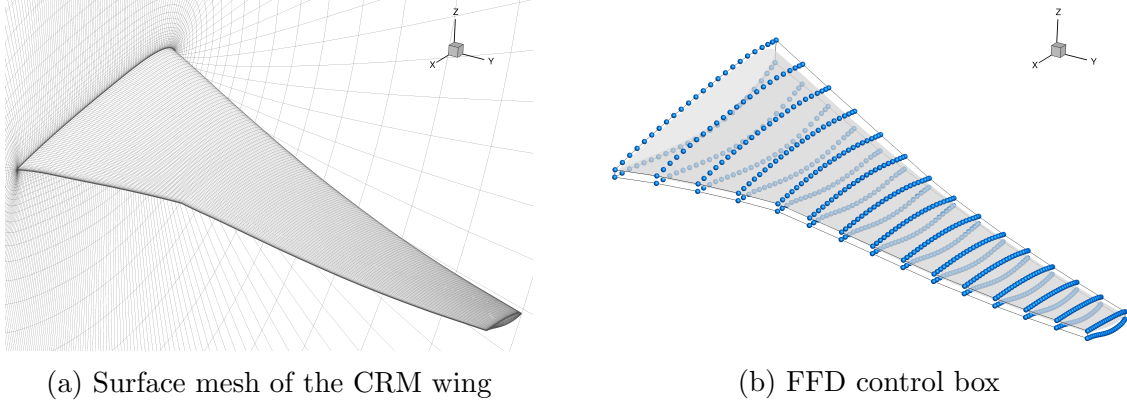 Z
X
Y
Z
X
Y
(a) Surface mesh of the CRM wing
(b) FFD control box